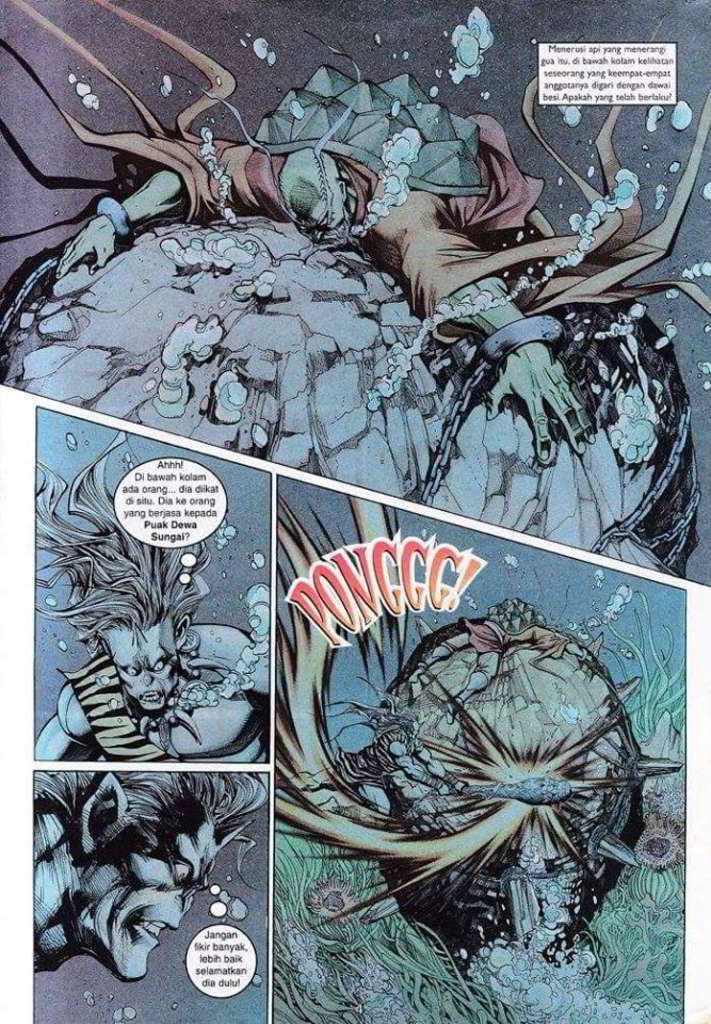 Menerusi api yang menerangi
gua itu, di bawah kolam kelihatan
seseorang yang keempat-empat
anggotanya digari dengan dawai
besi. Apakah yang telah berlaku?
Ahhh!
Di bawah kolam
ada orang... dia diikat
di situ. Dia ke orang
yang berjasa kepada
Puak Dewa
Sungai?
PONGGG!
Jangan
fikir banyak,
lebih baik
selamatkan
dia dulu!